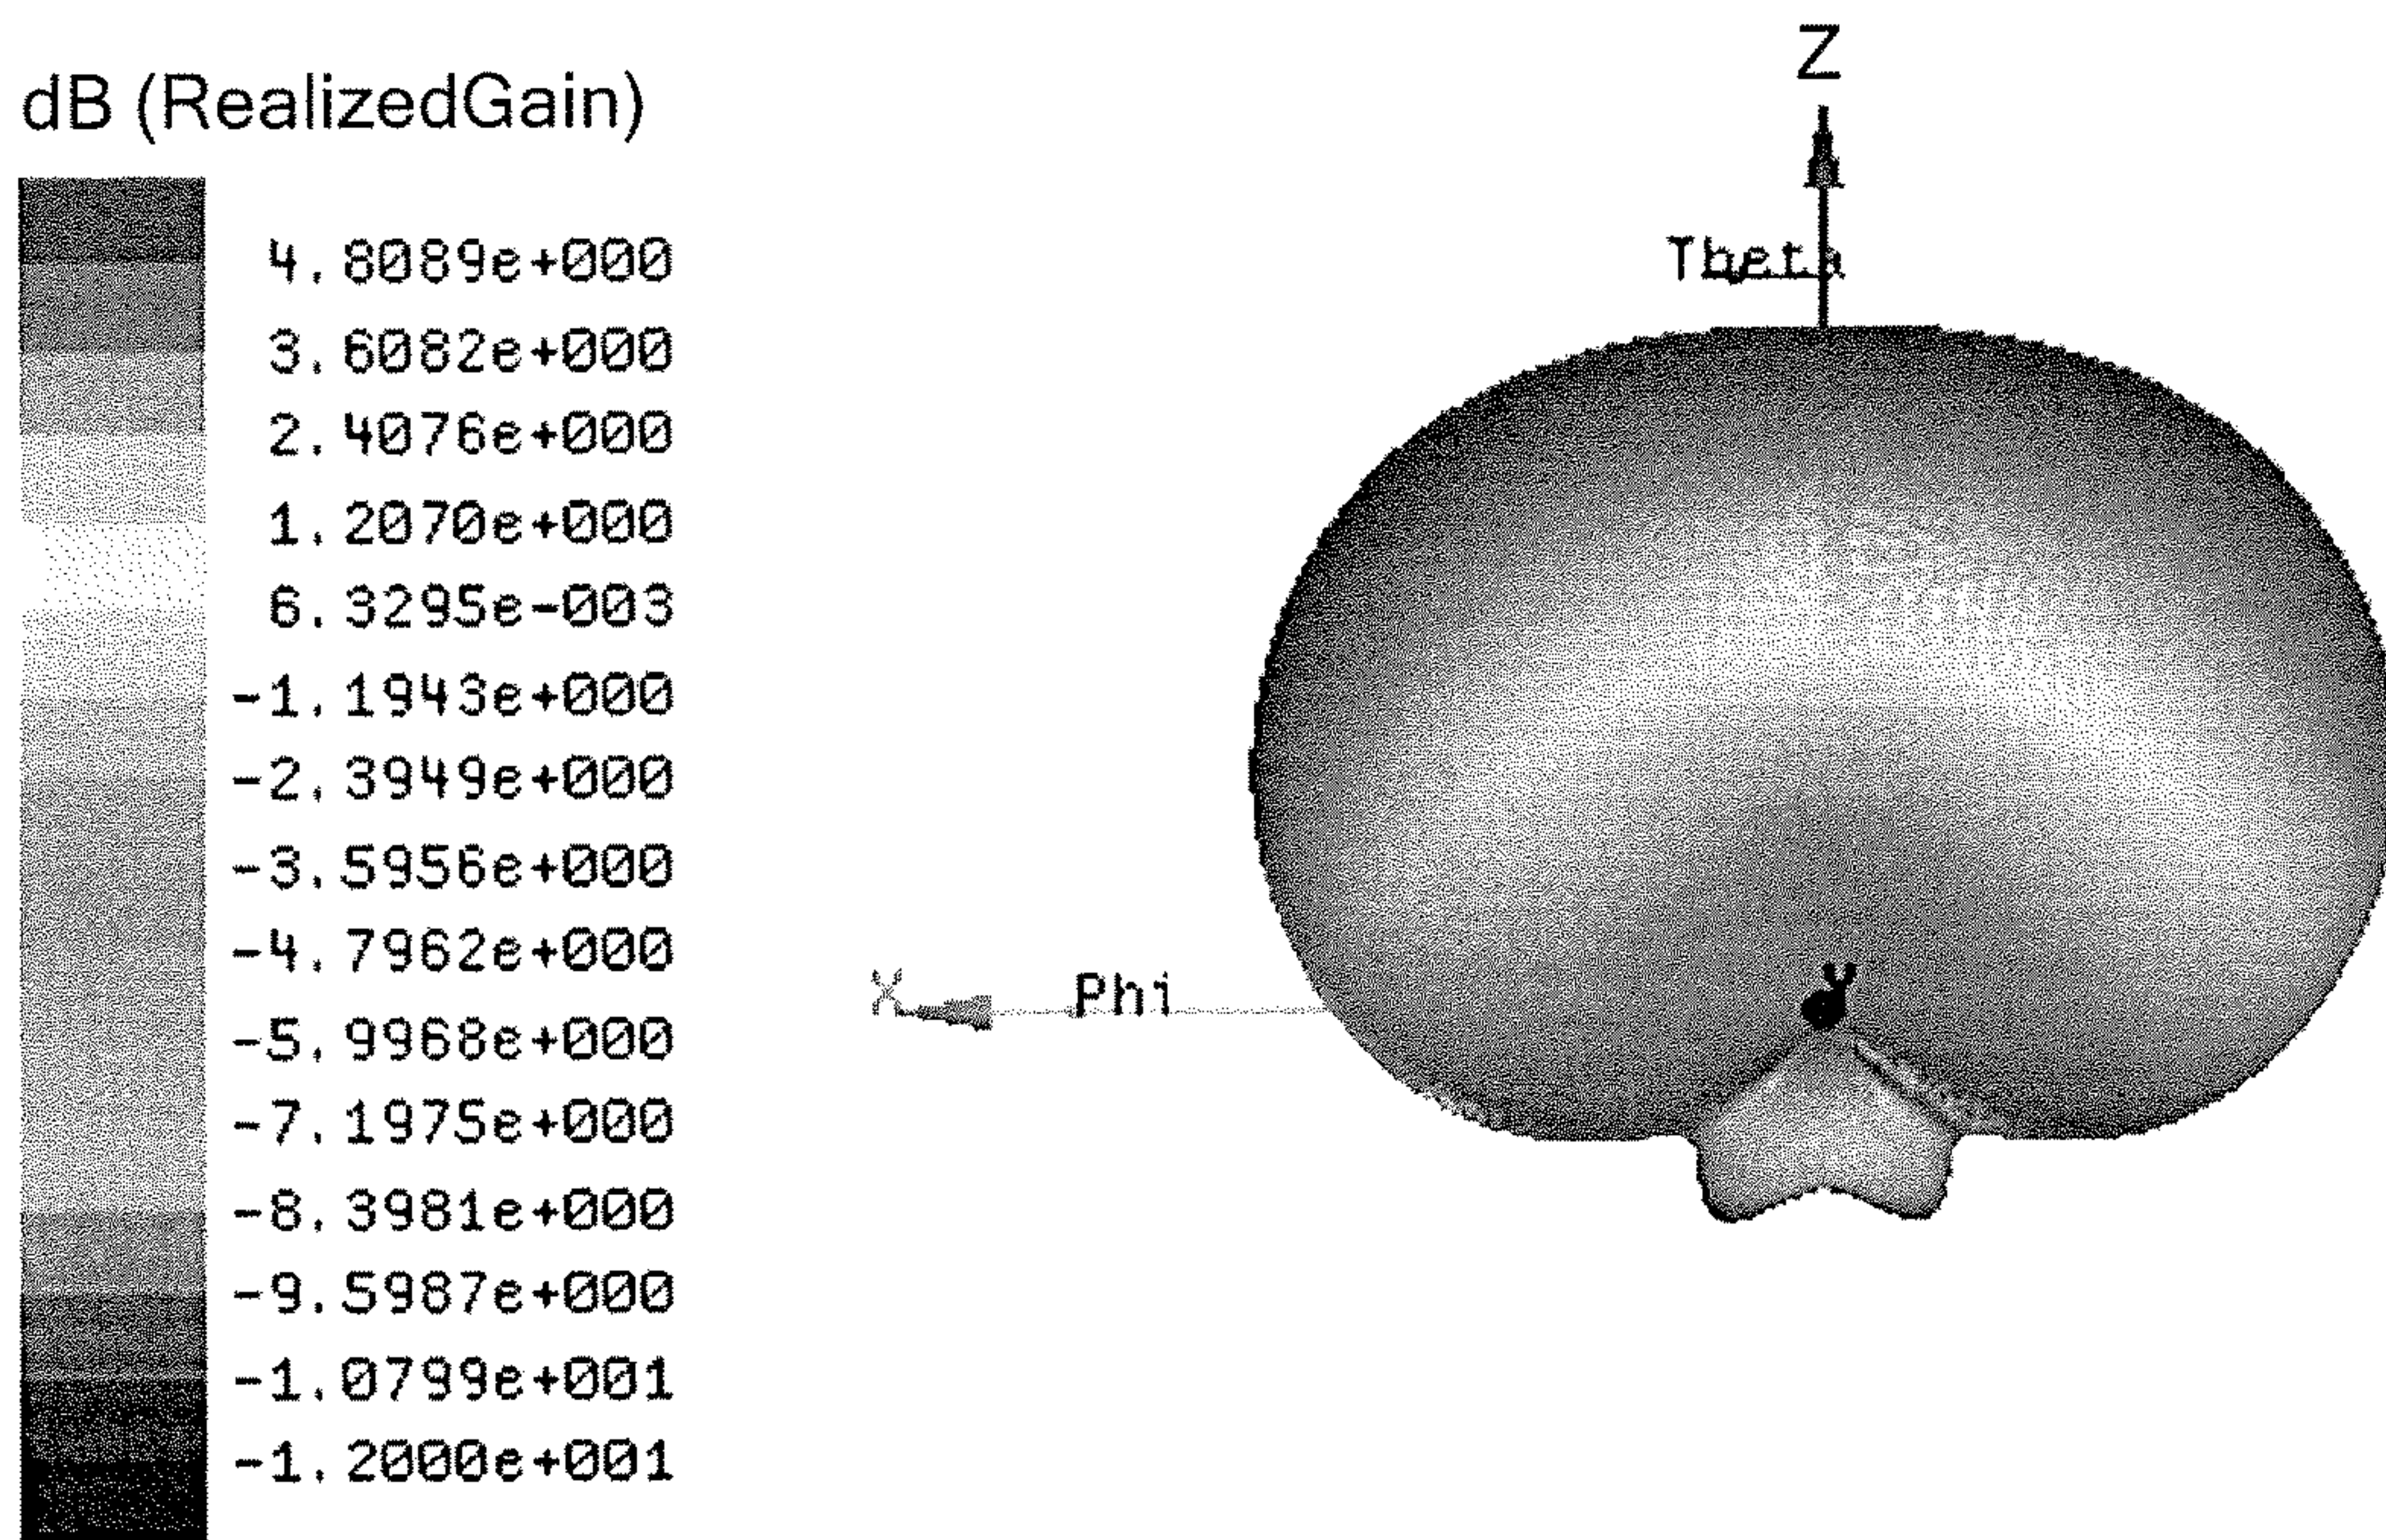 dB (RealizedGain)
4.8089e+000
3.6082e+000
2.4076e+000
1.2070e+000
6.3295e-003
-1.1943e+000
-2.3949e+000
-3.5956e+000
-4.7962e+000
-5.9968e+000
-7.1975e+000
-8.3981e+000
-9.5987e+000
-1.0799e+001
-1.2000e+001
Z
Theta
X
Phi
Y